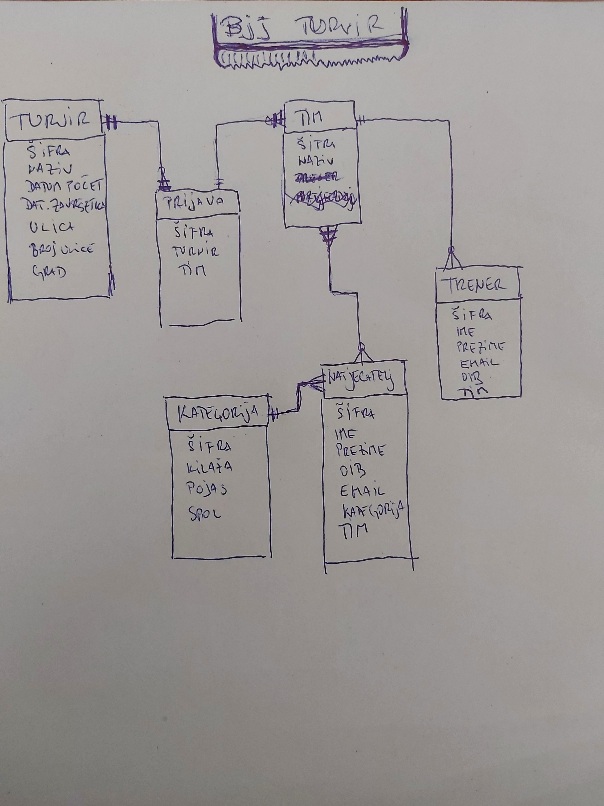 BJJ TURNIR
TURNIR
ŠIFRA
NAZIV
DATUM POČET
DAT. ZAVRŠETKA
ULICA
BROJ ULICE
GRAD
PRIJAVA
ŠIFRA
TURNIR
TIM
TIM
ŠIFRA
NAZIV
TRENER
ŠIFRA
IME
PREZIME
EMAIL
OIB
TIM
KATEGORIJA
ŠIFRA
KILAŽA
POJAS
SPOL
NATJECATELJ
ŠIFRA
IME
PREZIME
OIB
EMAIL
KATEGORIJA
TIM